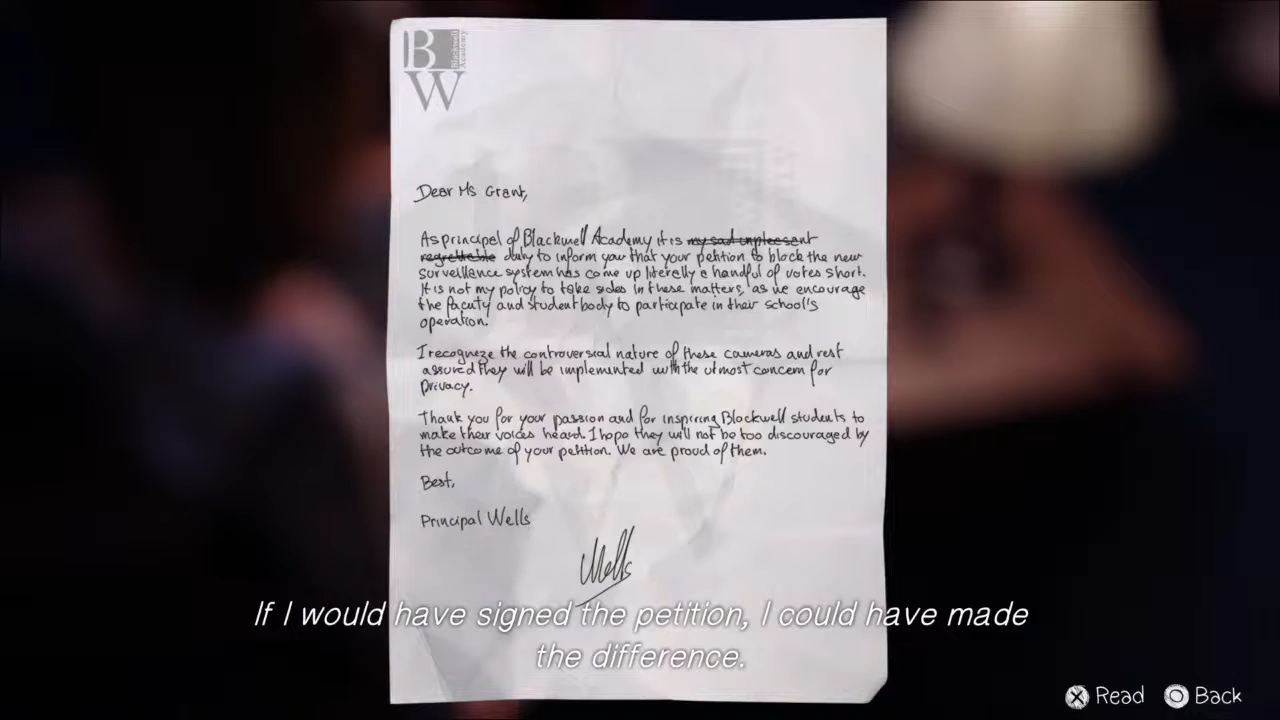 B
W
Blackwell
Academy
Dear Ms Grant,
As principel of Blackwell Academy it is my sad unpleesent
regrettable duty to inform you that your petition to block the new
surveillance system has come up literelly e handful of votes short.
It is not my policy to take sides in these matters, as we encourage
the faculty and student body to participate in their school's
operation.
I recogneze the controversial nature of these cameras and rest
assured they will be implemented with the utmost concern for
privacy.
Thank you for your passion and for inspiring Blackwell students to
make their voices heard. I hope they will not be too discouraged by
the outcome of your petition. We are proud of them.
Best,
Principal Wells
Wells
If I would have signed the petition, I could have made
the difference.
Read Back